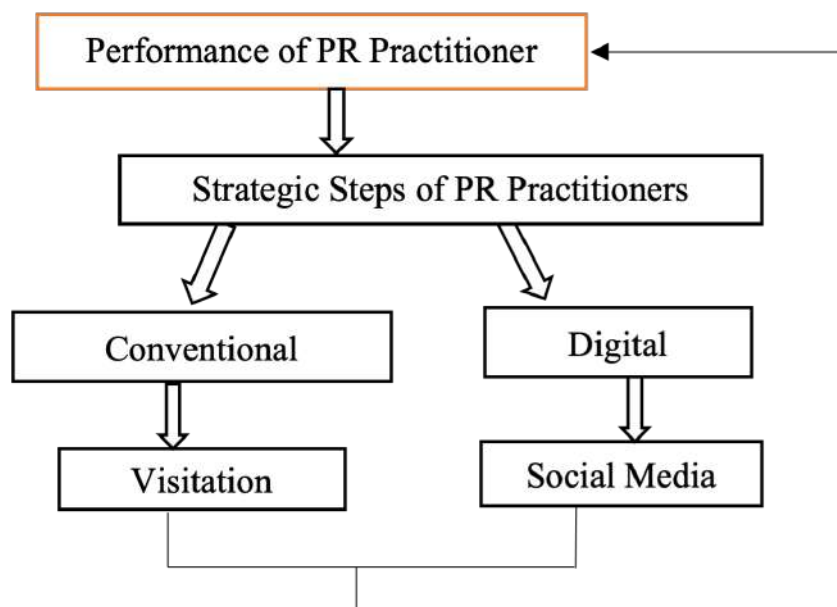 Performance of PR Practitioner
Strategic Steps of PR Practitioners
Conventional
Digital
Visitation
Social Media